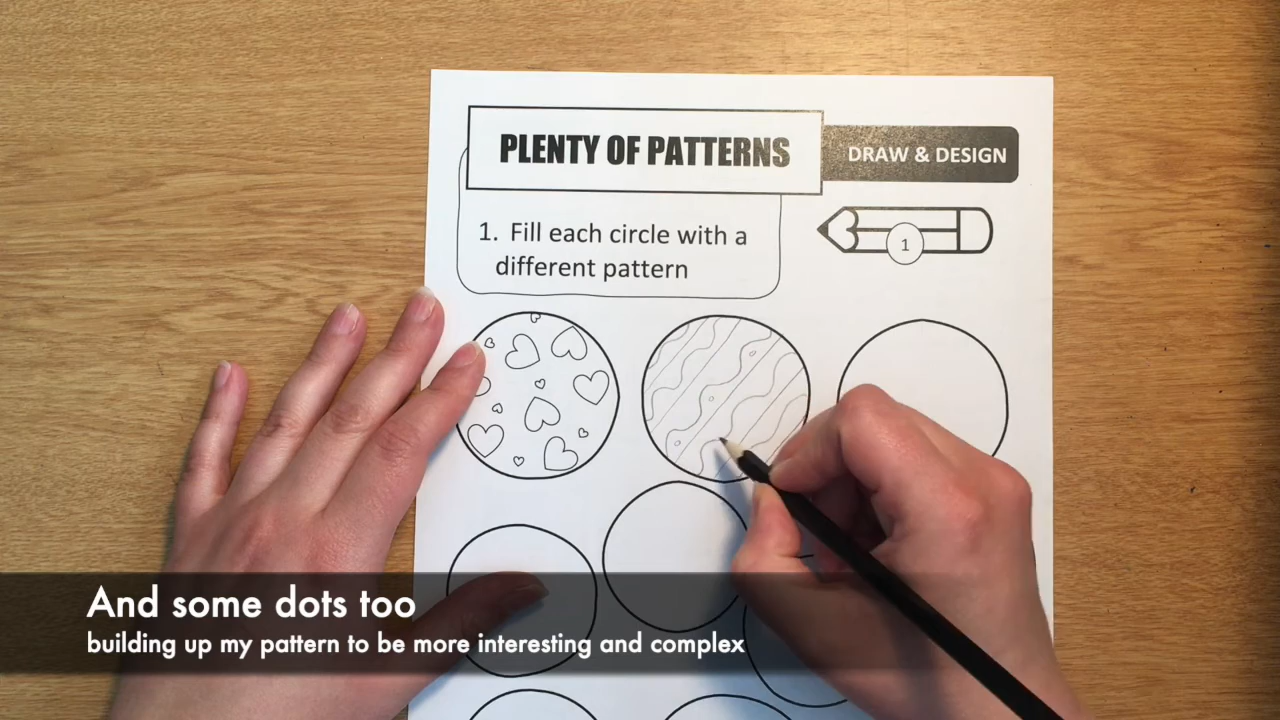 PLENTY OF PATTERNS
DRAW & DESIGN
1. Fill each circle with a
different pattern
1
And some dots too
building up my pattern to be more interesting and complex